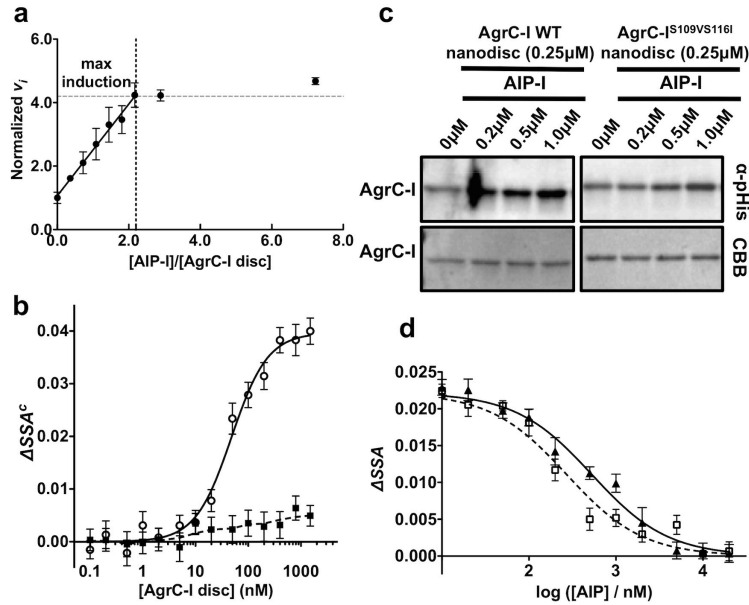 a
Normalized vi
6.0
4.0
2.0
0.0
max
induction
0.0 2.0 4.0 6.0 8.0
[AIP-I]/[AgrC-I disc]
b
ΔSSAc
0.04
0.03
0.02
0.01
0.00
0.1 1 10 100 1000
[AgrC-I disc] (nM)
c
AgrC-I WT
nanodisc (0.25µM)
AIP-I
0µM 0.2µM 0.5µM 1.0µM
AgrC-I S109VS116I
nanodisc (0.25µM)
AIP-I
0µM 0.2µM 0.5µM 1.0µM
AgrC-I
α-pHis
AgrC-I
CBB
d
ΔSSA
0.025
0.020
0.015
0.010
0.005
0.000
2 3 4
log ([AIP] / nM)